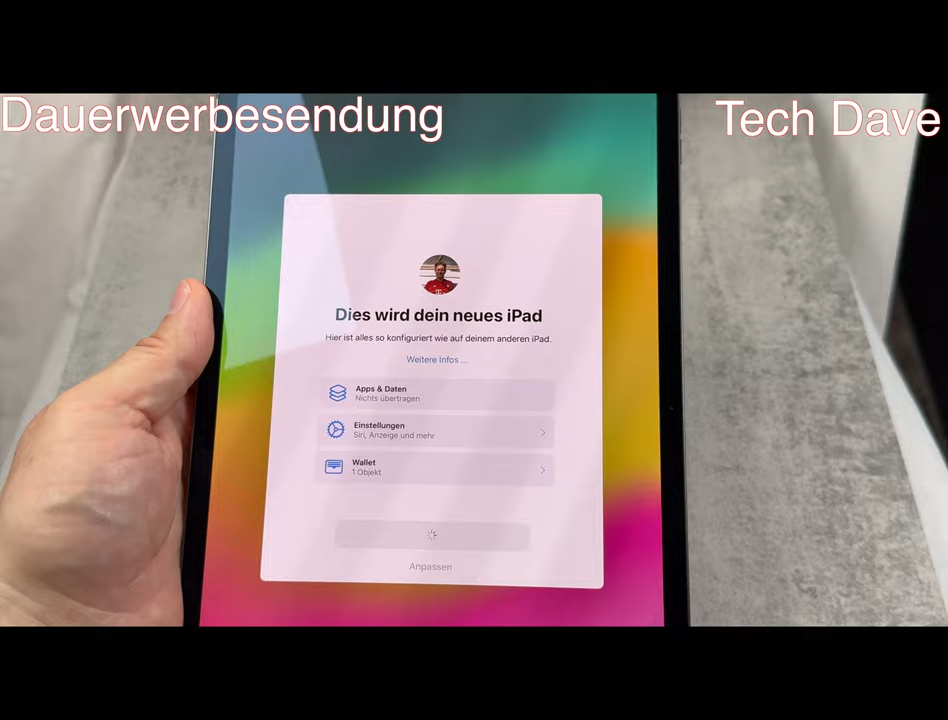 Dauerwerbesendung
Tech Dave
Dies wird dein neues iPad
Hier ist alles so konfiguriert wie auf deinem anderen iPad.
Weitere Infos ...
Apps & Daten
Nichts übertragen
Einstellungen
Siri, Anzeige und mehr
Wallet
1 Objekt
Anpassen